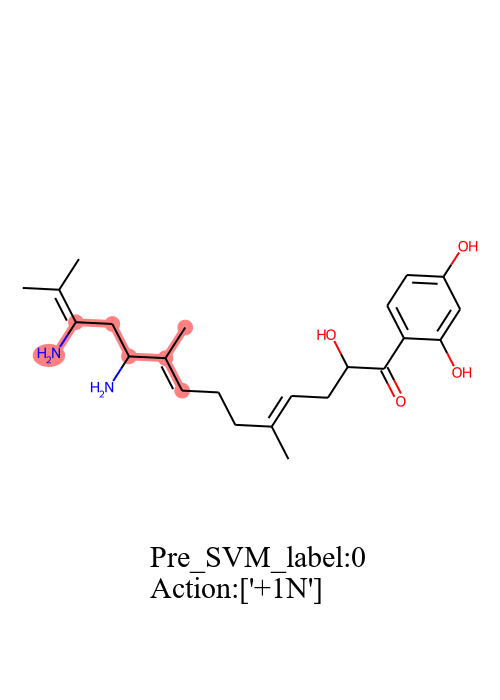 OH
HO
H₂N
OH
H₂N
O
Pre_SVM_label:0
Action:['+1N']